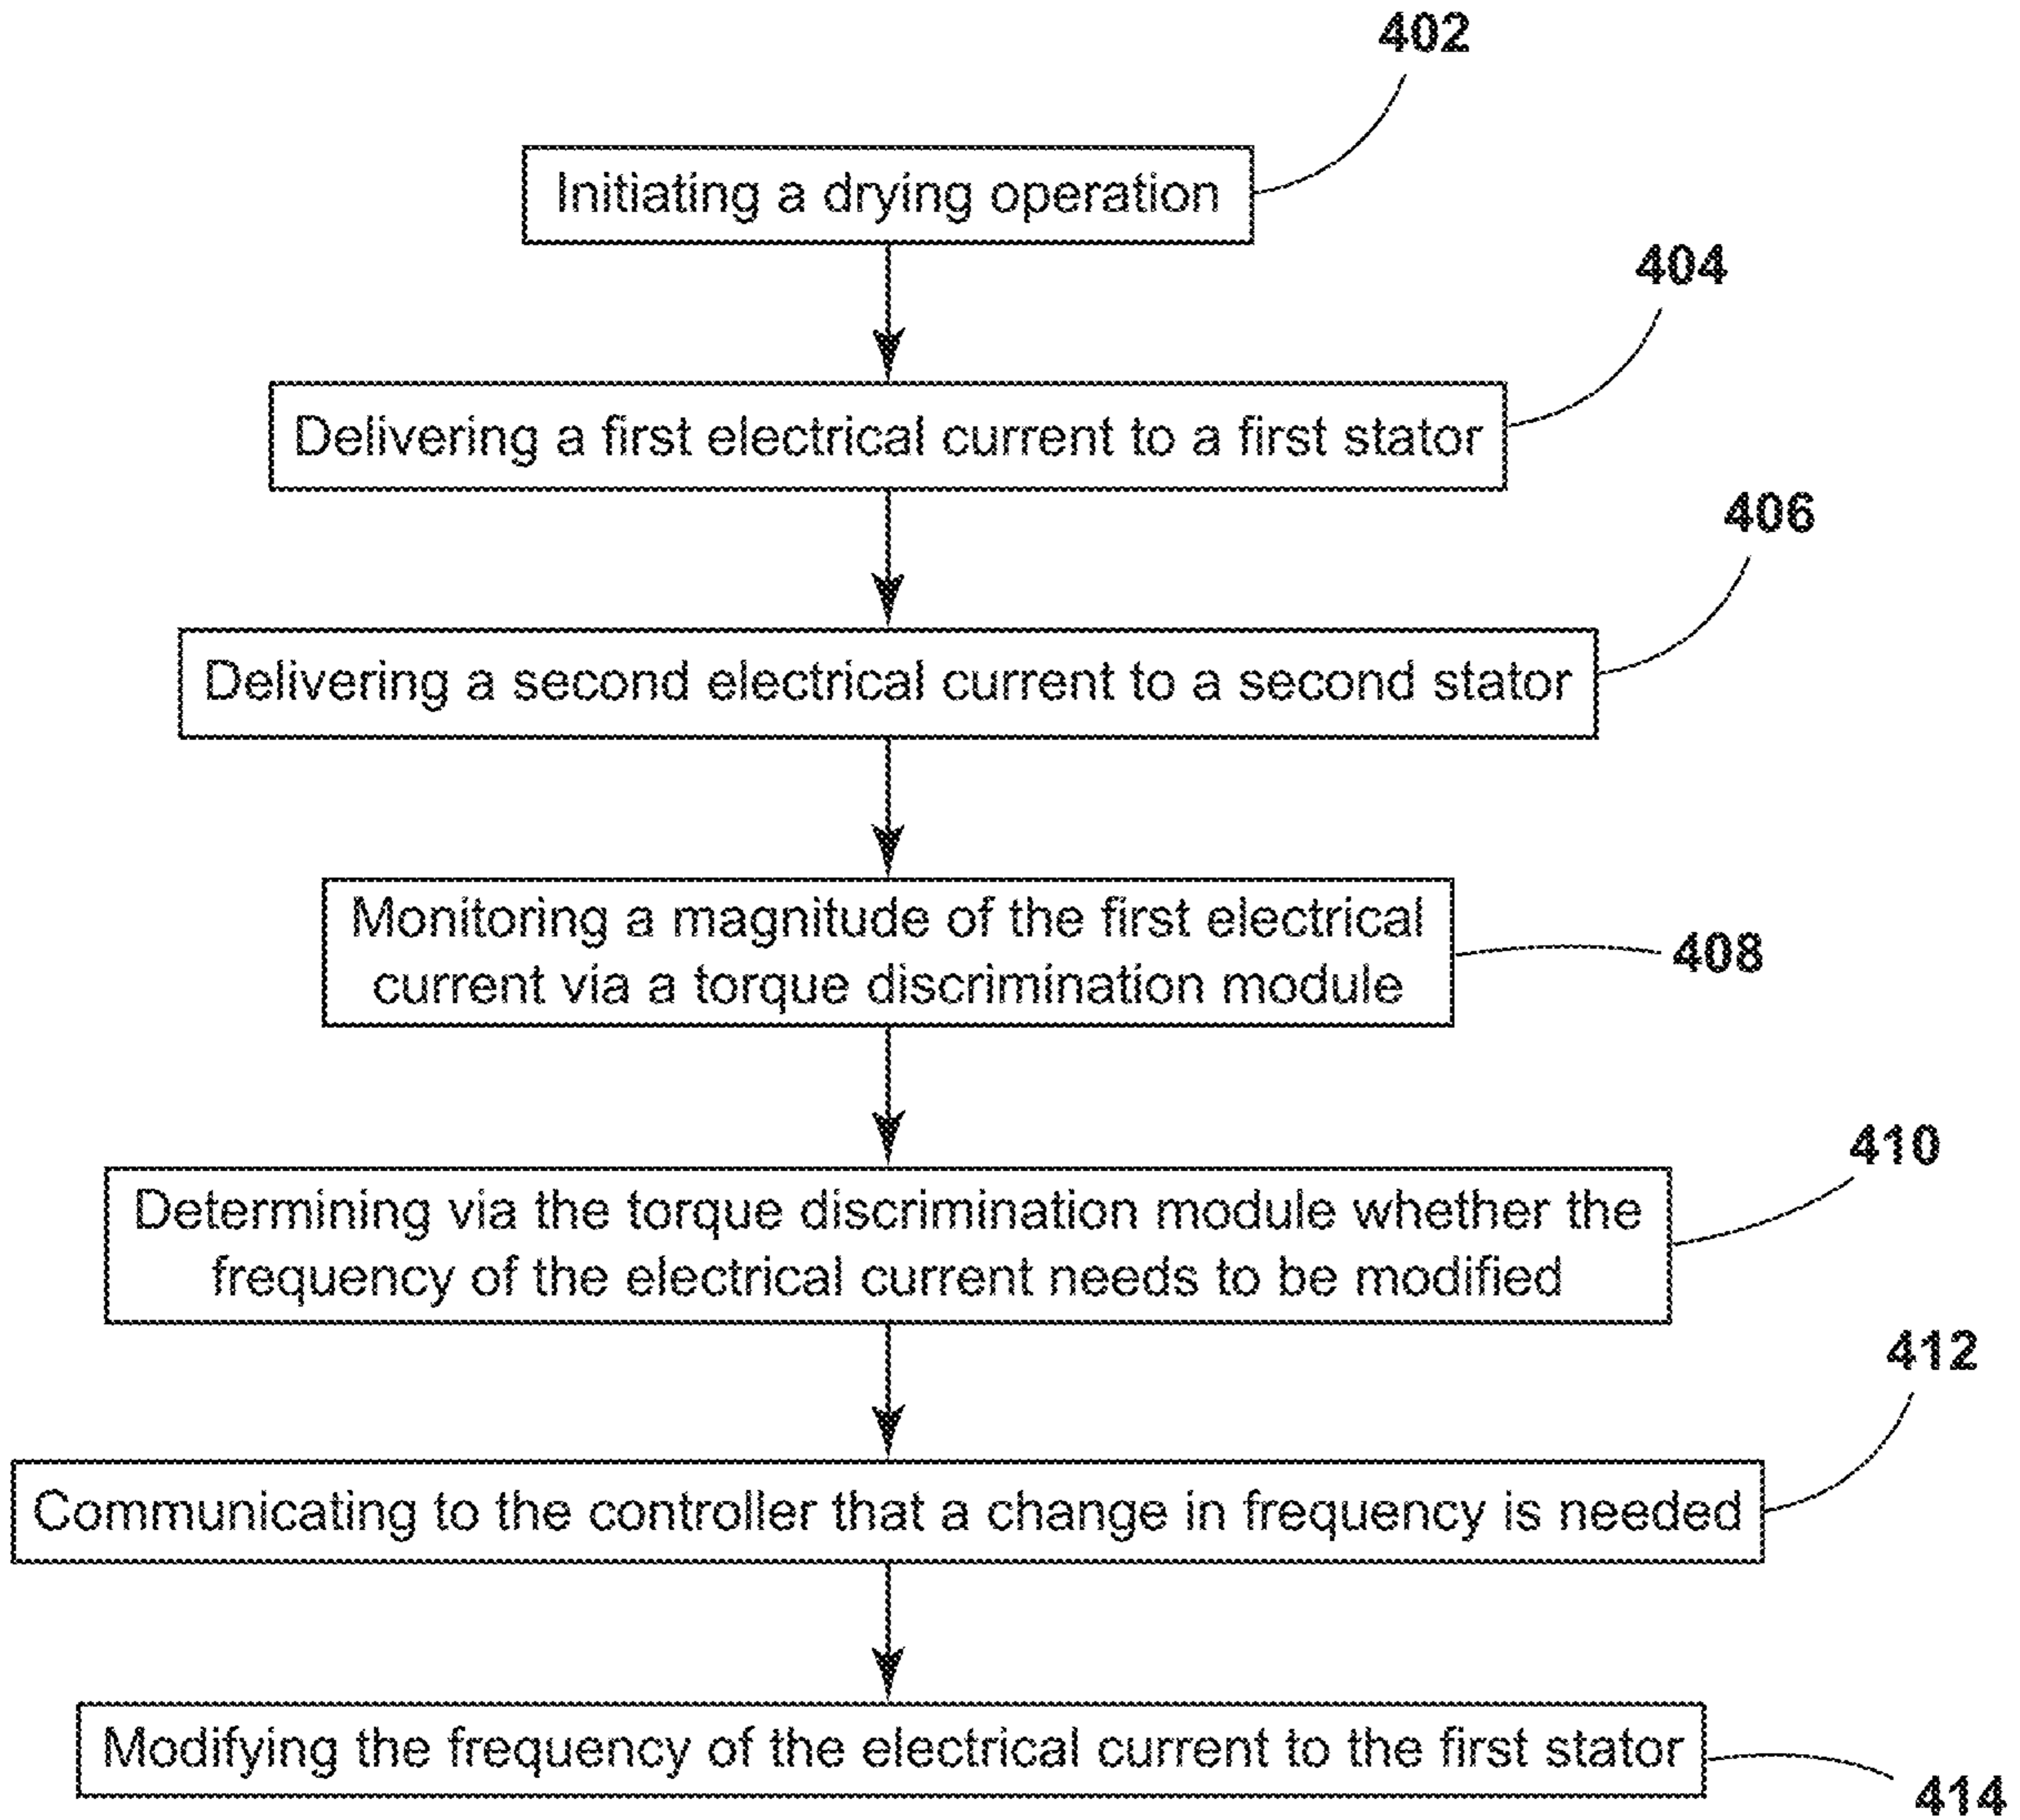 402
Initiating a drying operation
404
Delivering a first electrical current to a first stator
406
Delivering a second electrical current to a second stator
Monitoring a magnitude of the first electrical
current via a torque discrimination module
408
410
Determining via the torque discrimination module whether the
frequency of the electrical current needs to be modified
412
Communicating to the controller that a change in frequency is needed
Modifying the frequency of the electrical current to the first stator
414